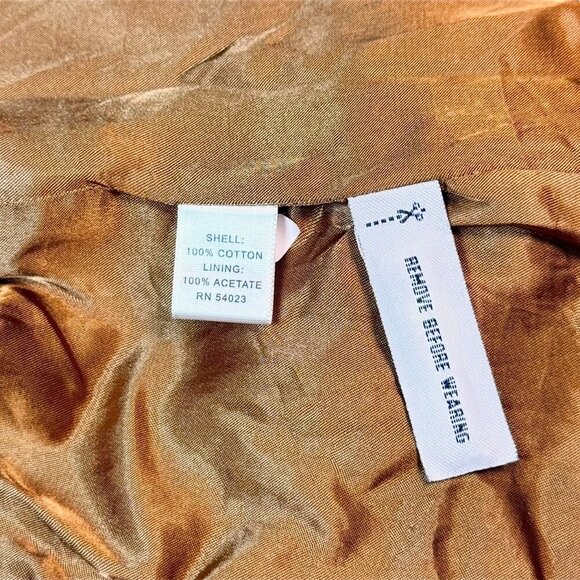 SHELL:
100% COTTON
LINING:
100% ACETATE
RN 54023
REMOVE BEFORE WEARING